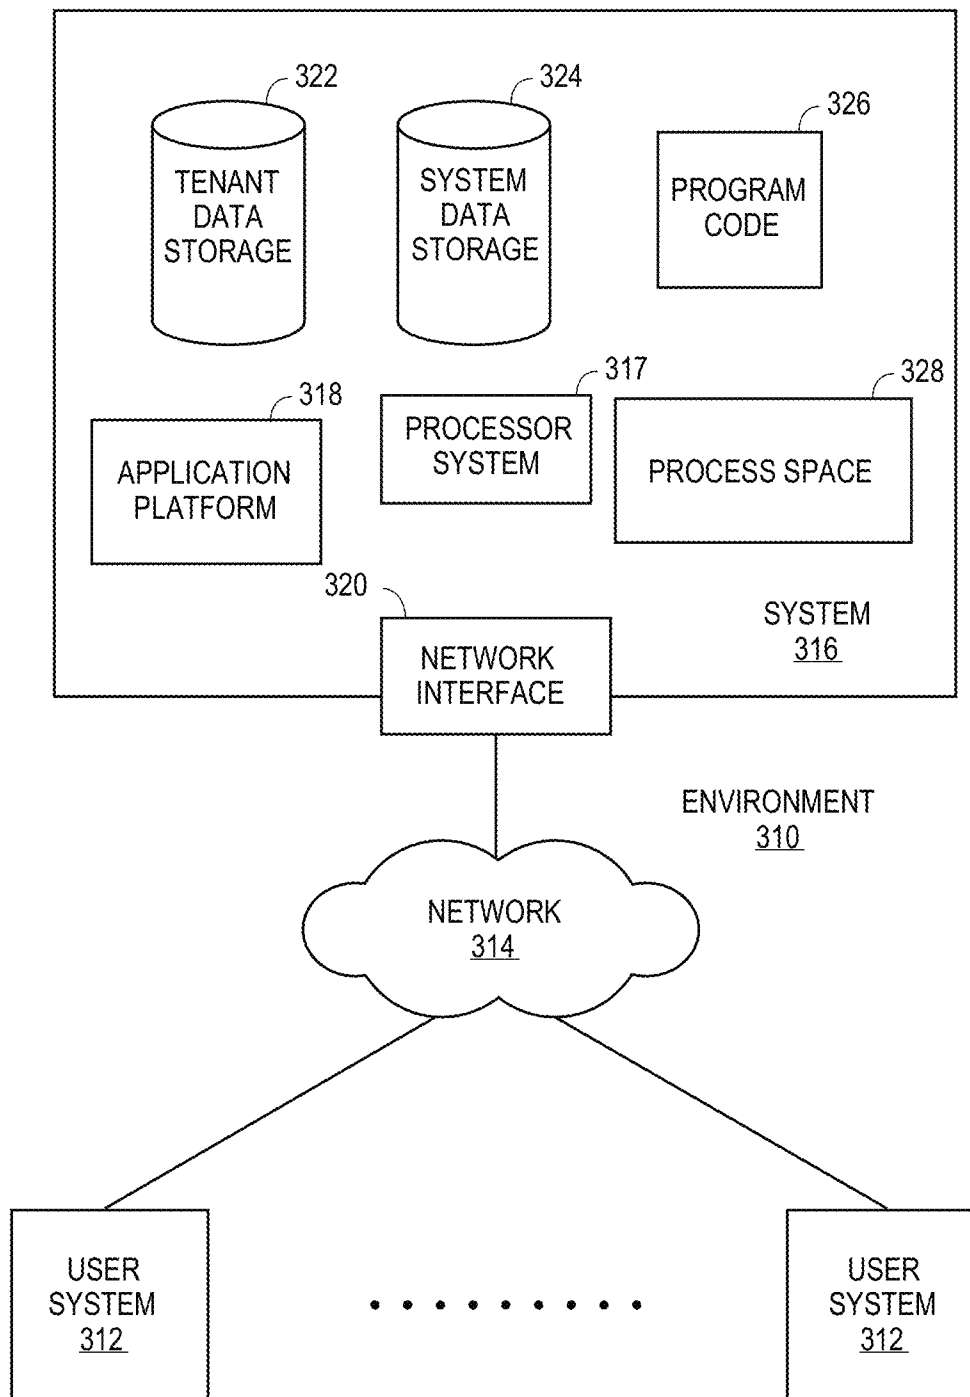 322
324
326
TENANT
DATA
STORAGE
SYSTEM
DATA
STORAGE
PROGRAM
CODE
318
317
328
APPLICATION
PLATFORM
PROCESSOR
SYSTEM
PROCESS SPACE
320
NETWORK
INTERFACE
SYSTEM
316
ENVIRONMENT
310
NETWORK
314
USER
SYSTEM
312
USER
SYSTEM
312